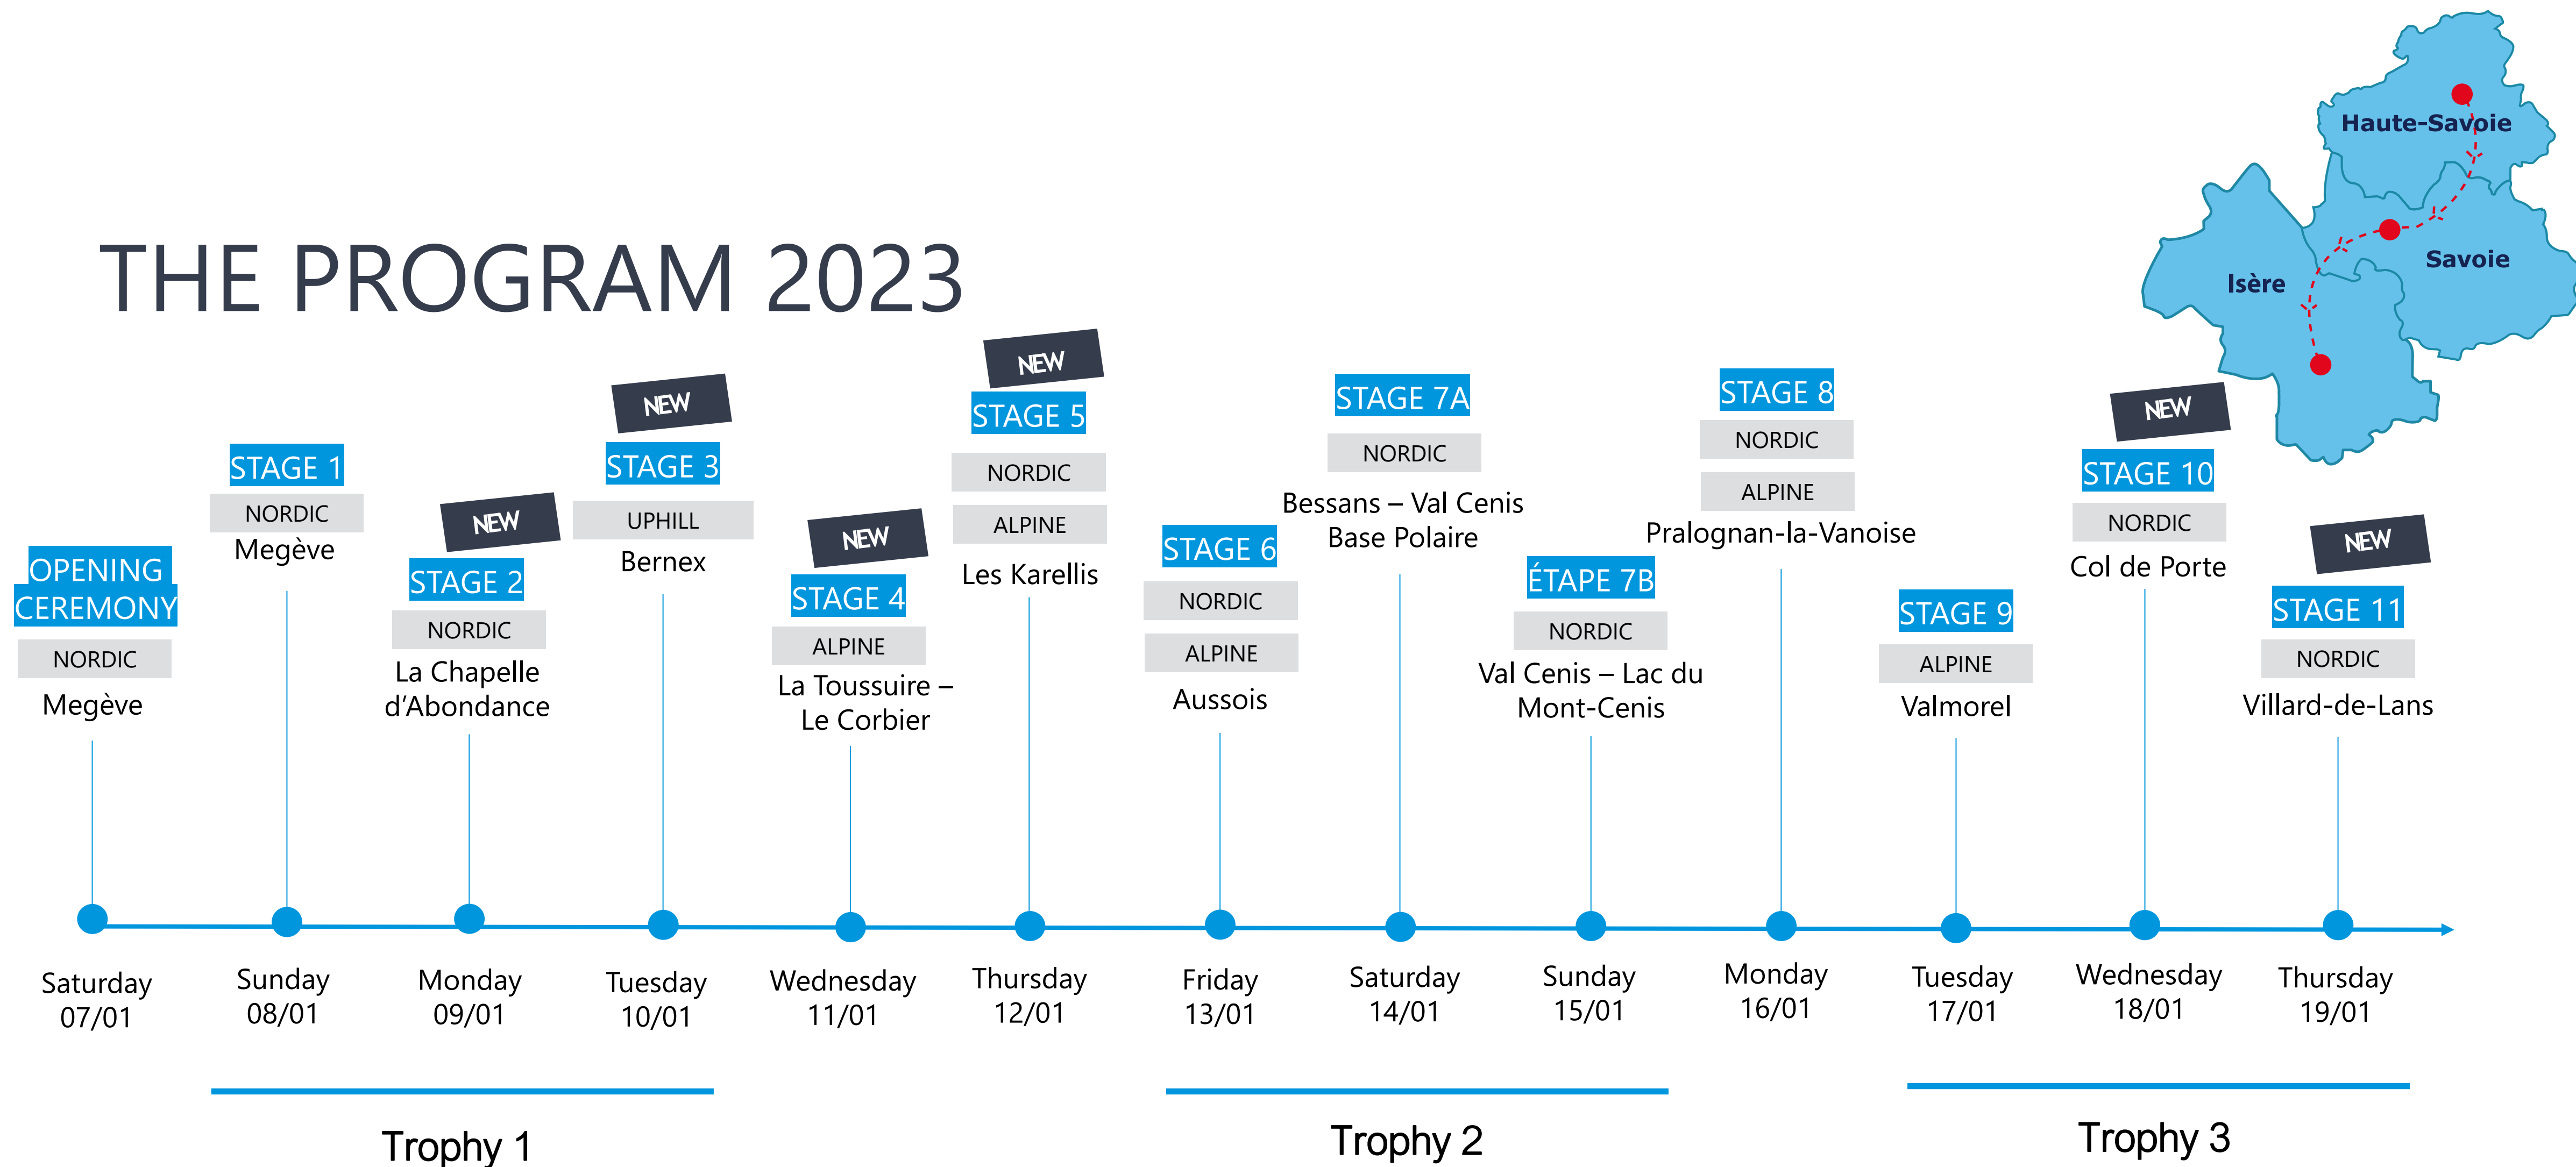 THE PROGRAM 2023
Haute-Savoie
Savoie
Isère
OPENING
CEREMONY
NORDIC
Megève
Saturday
07/01
STAGE 1
NORDIC
Megève
Sunday
08/01
NEW
STAGE 2
NORDIC
La Chapelle
d’Abondance
Monday
09/01
NEW
STAGE 3
UPHILL
Bernex
Tuesday
10/01
NEW
STAGE 4
ALPINE
La Toussuire –
Le Corbier
Wednesday
11/01
NEW
STAGE 5
NORDIC
ALPINE
Les Karellis
Thursday
12/01
STAGE 6
NORDIC
ALPINE
Aussois
Friday
13/01
STAGE 7A
NORDIC
Bessans – Val Cenis
Base Polaire
Saturday
14/01
ÉTAPE 7B
NORDIC
Val Cenis – Lac du
Mont-Cenis
Sunday
15/01
STAGE 8
NORDIC
ALPINE
Pralognan-la-Vanoise
Monday
16/01
STAGE 9
ALPINE
Valmorel
Tuesday
17/01
NEW
STAGE 10
NORDIC
Col de Porte
Wednesday
18/01
NEW
STAGE 11
NORDIC
Villard-de-Lans
Thursday
19/01
Trophy 1
Trophy 2
Trophy 3